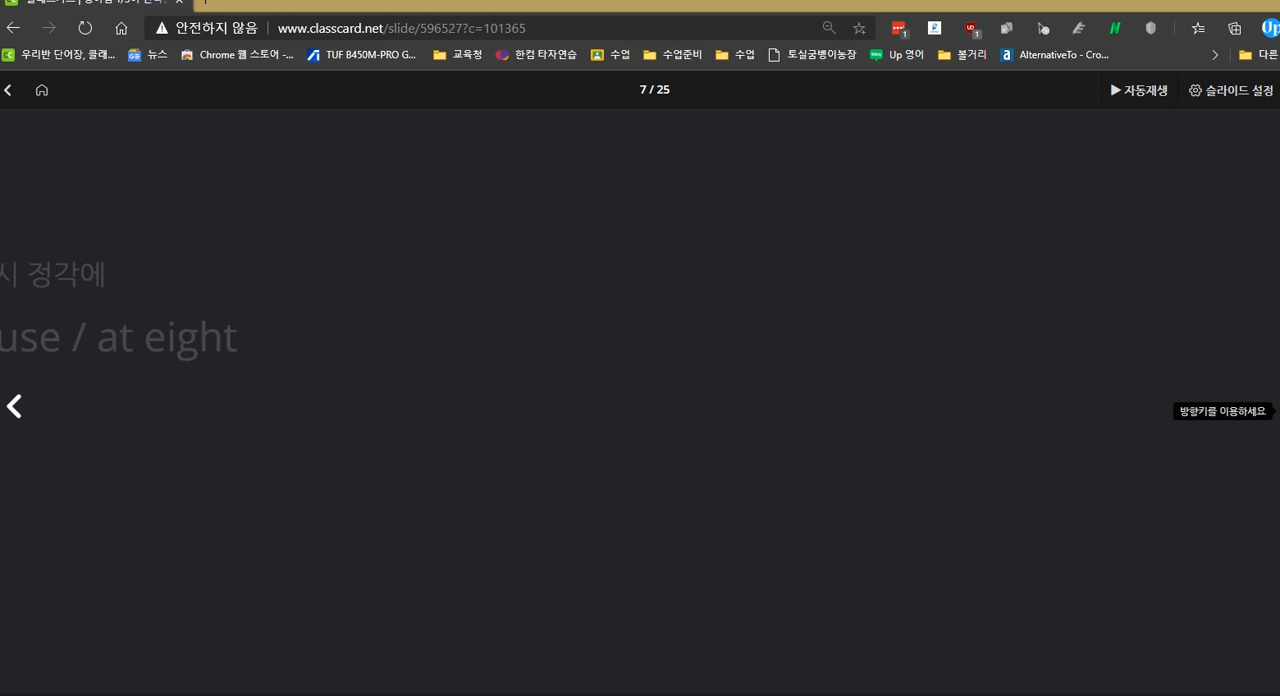 안전하지 않음 www.classcard.net/slide/596527?c=101365
우리반 단어장, 클래... 뉴스 Chrome 웹 스토어 -... TUF B450M-PRO G... 교육청 한컴 타자연습 수업 수업준비 수업 토실굼벵이농장 Up 영어 볼거리 AlternativeTo - Cro... 다른
7 / 25 자동재생 슬라이드 설정
시 정각에
use / at eight
방향키를 이용하세요